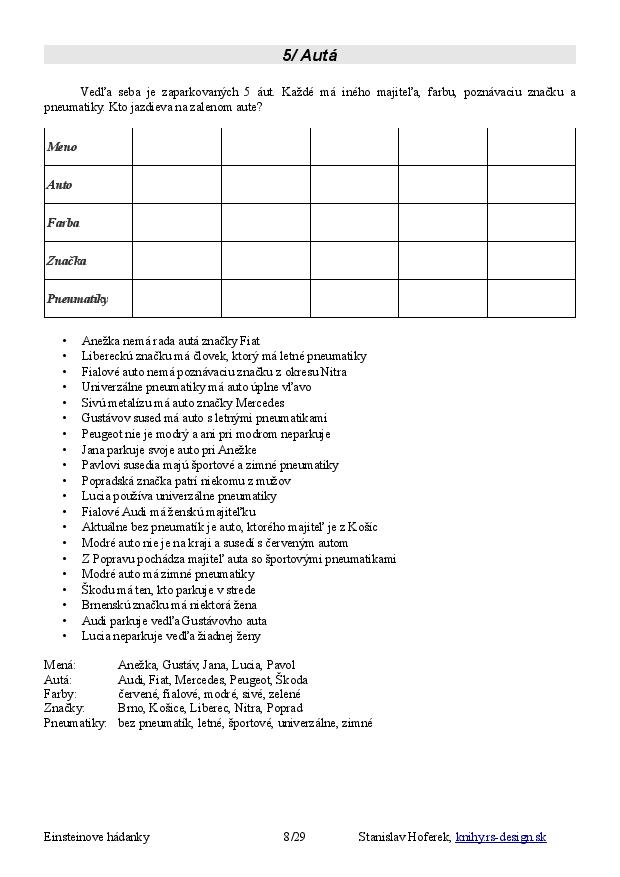 5/ Autá
Vedľa seba je zaparkovaných 5 áut. Každé má iného majiteľa, farbu, poznávaciu značku a
pneumatiky. Kto jazdieva na zalenom aute?
Meno
Auto
Farba
Značka
Pneumatiky
• Anežka nemá rada autá značky Fiat
• Libereckú značku má človek, ktorý má letné pneumatiky
• Fialové auto nemá poznávaciu značku z okresu Nitra
• Univerzálne pneumatiky má auto úplne vľavo
• Sivú metalízu má auto značky Mercedes
• Gustávov sused má auto s letnými pneumatikami
• Peugeot nie je modrý a ani pri modrom neparkuje
• Jana parkuje svoje auto pri Anežke
• Pavlovi susedia majú športové a zimné pneumatiky
• Popradská značka patrí niekomu z mužov
• Lucia používa univerzálne pneumatiky
• Fialové Audi má ženskú majiteľku
• Aktuálne bez pneumatík je auto, ktorého majiteľ je z Košíc
• Modré auto nie je na kraji a susedí s červeným autom
• Z Popravu pochádza majiteľ auta so športovými pneumatikami
• Modré auto má zimné pneumatiky
• Škodu má ten, kto parkuje v strede
• Brnenskú značku má niektorá žena
• Audi parkuje vedľa Gustávovho auta
• Lucia neparkuje vedľa žiadnej ženy
Mená: Anežka, Gustáv, Jana, Lucia, Pavol
Autá: Audi, Fiat, Mercedes, Peugeot, Škoda
Farby: červené, fialové, modré, sivé, zelené
Značky: Brno, Košice, Liberec, Nitra, Poprad
Pneumatiky: bez pneumatík, letné, športové, univerzálne, zimné
Einsteinove hádanky 8/29 Stanislav Hoferek, knihy.rs-design.sk